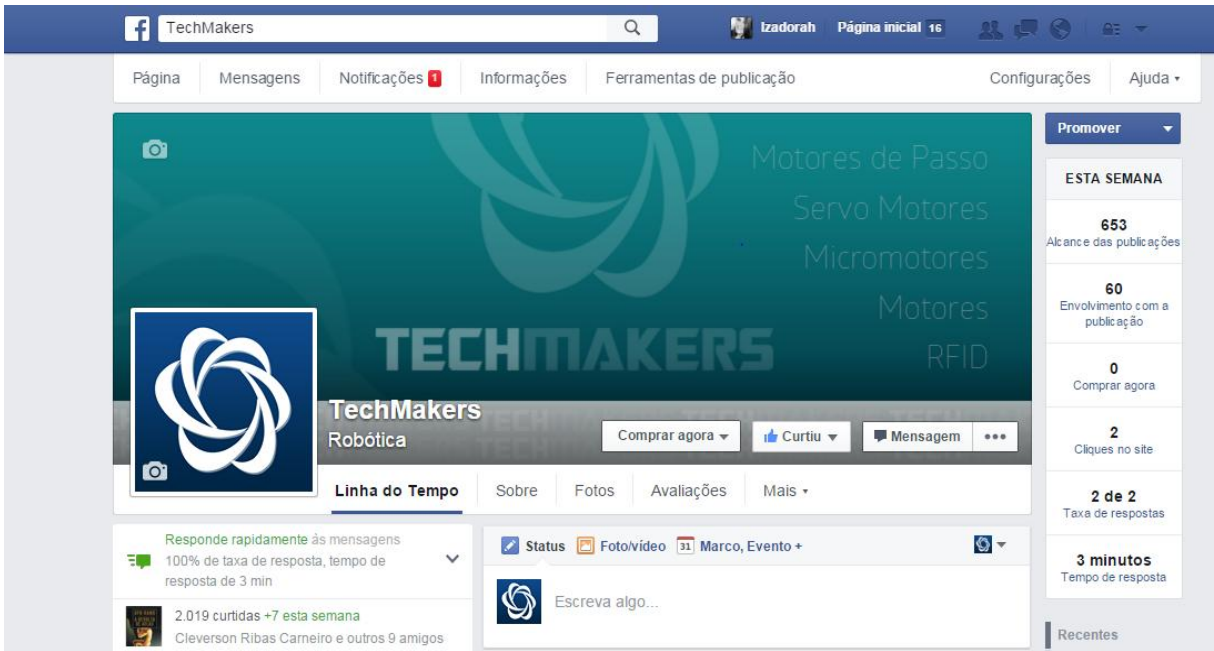 TechMakers
Izadorah Página inicial 16
Página Mensagens Notificações 1 Informações Ferramentas de publicação Configurações Ajuda
Motores de Passo
Servo Motores
Micromotores
Motores
RFID
TECHMAKERS
TechMakers
Robótica
Comprar agora Curtiu Mensagem
Linha do Tempo Sobre Fotos Avaliações Mais
Responde rapidamente às mensagens
100% de taxa de resposta, tempo de
resposta de 3 min
2.019 curtidas +7 esta semana
Cleverson Ribas Carneiro e outros 9 amigos
Status Foto/vídeo 31 Marco, Evento +
Escreva algo...
Promover
ESTA SEMANA
653
Alcance das publicações
60
Envolvimento com a
publicação
0
Comprar agora
2
Cliques no site
2 de 2
Taxa de respostas
3 minutos
Tempo de resposta
Recentes